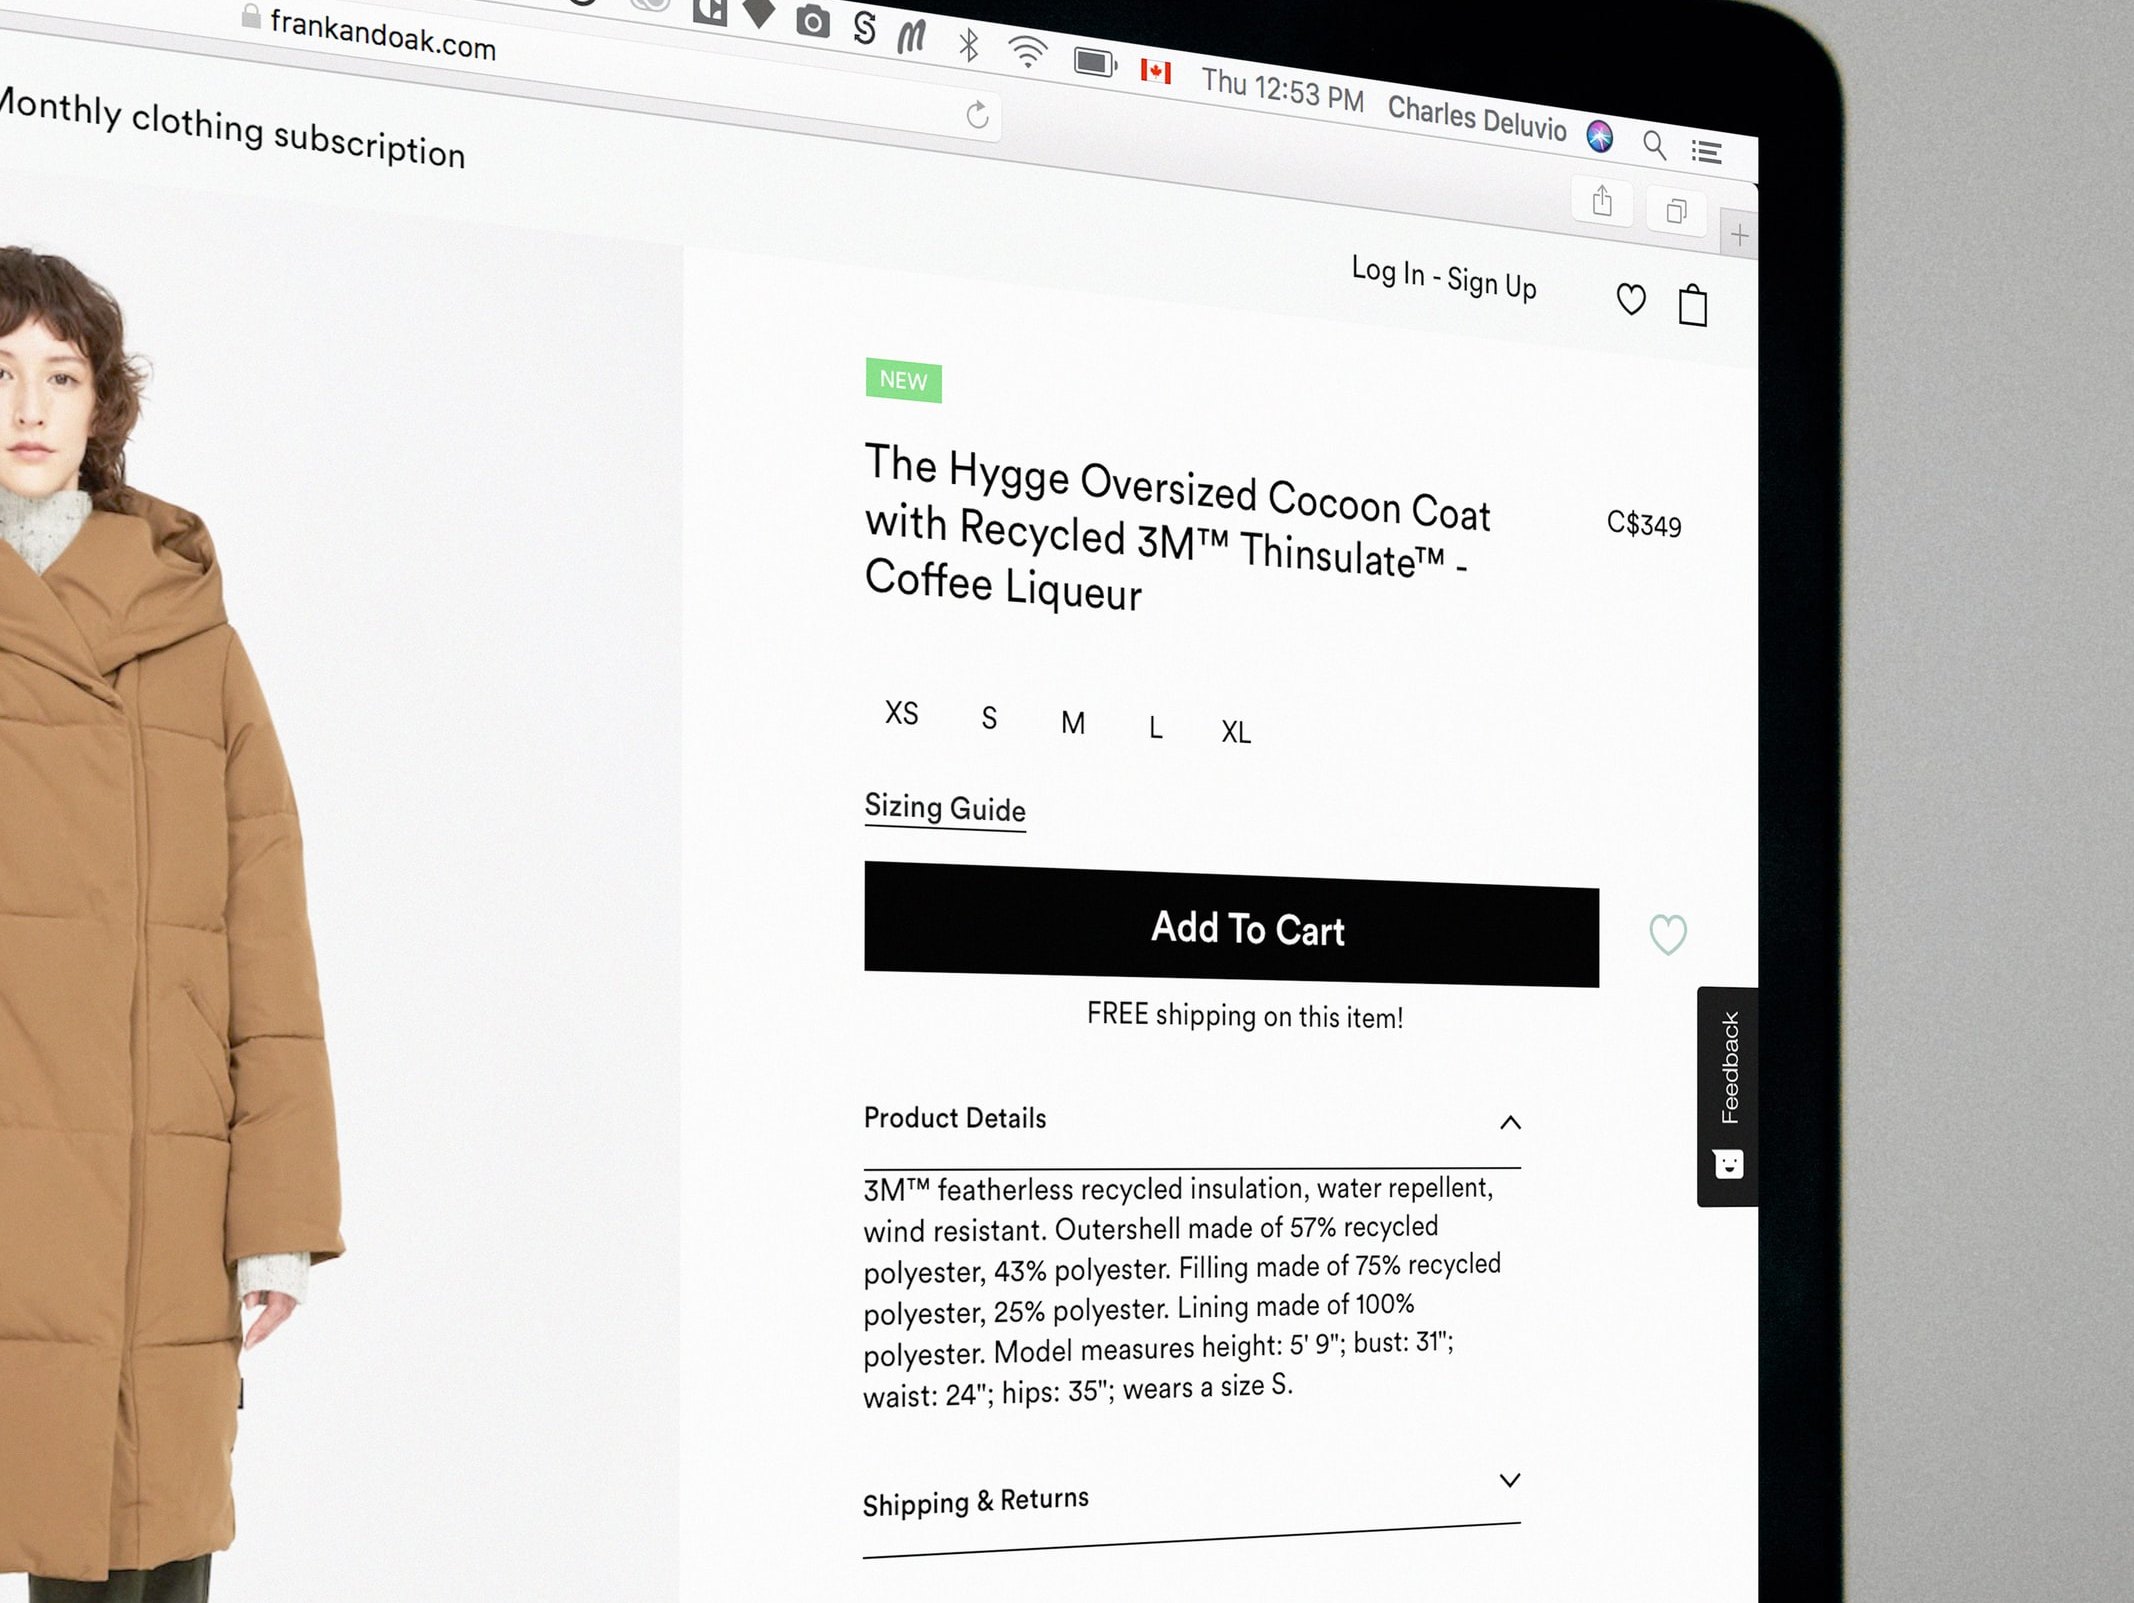 frankandoak.com
Thu 12:53 PM Charles Deluvio
Monthly clothing subscription
Log In - Sign Up
NEW
The Hygge Oversized Cocoon Coat
with Recycled 3M™ Thinsulate™ -
Coffee Liqueur
C$349
XS S M L XL
Sizing Guide
Add To Cart
FREE shipping on this item!
Feedback
Product Details
3M™ featherless recycled insulation, water repellent,
wind resistant. Outershell made of 57% recycled
polyester, 43% polyester. Filling made of 75% recycled
polyester, 25% polyester. Lining made of 100%
polyester. Model measures height: 5' 9"; bust: 31";
waist: 24"; hips: 35"; wears a size S.
Shipping & Returns